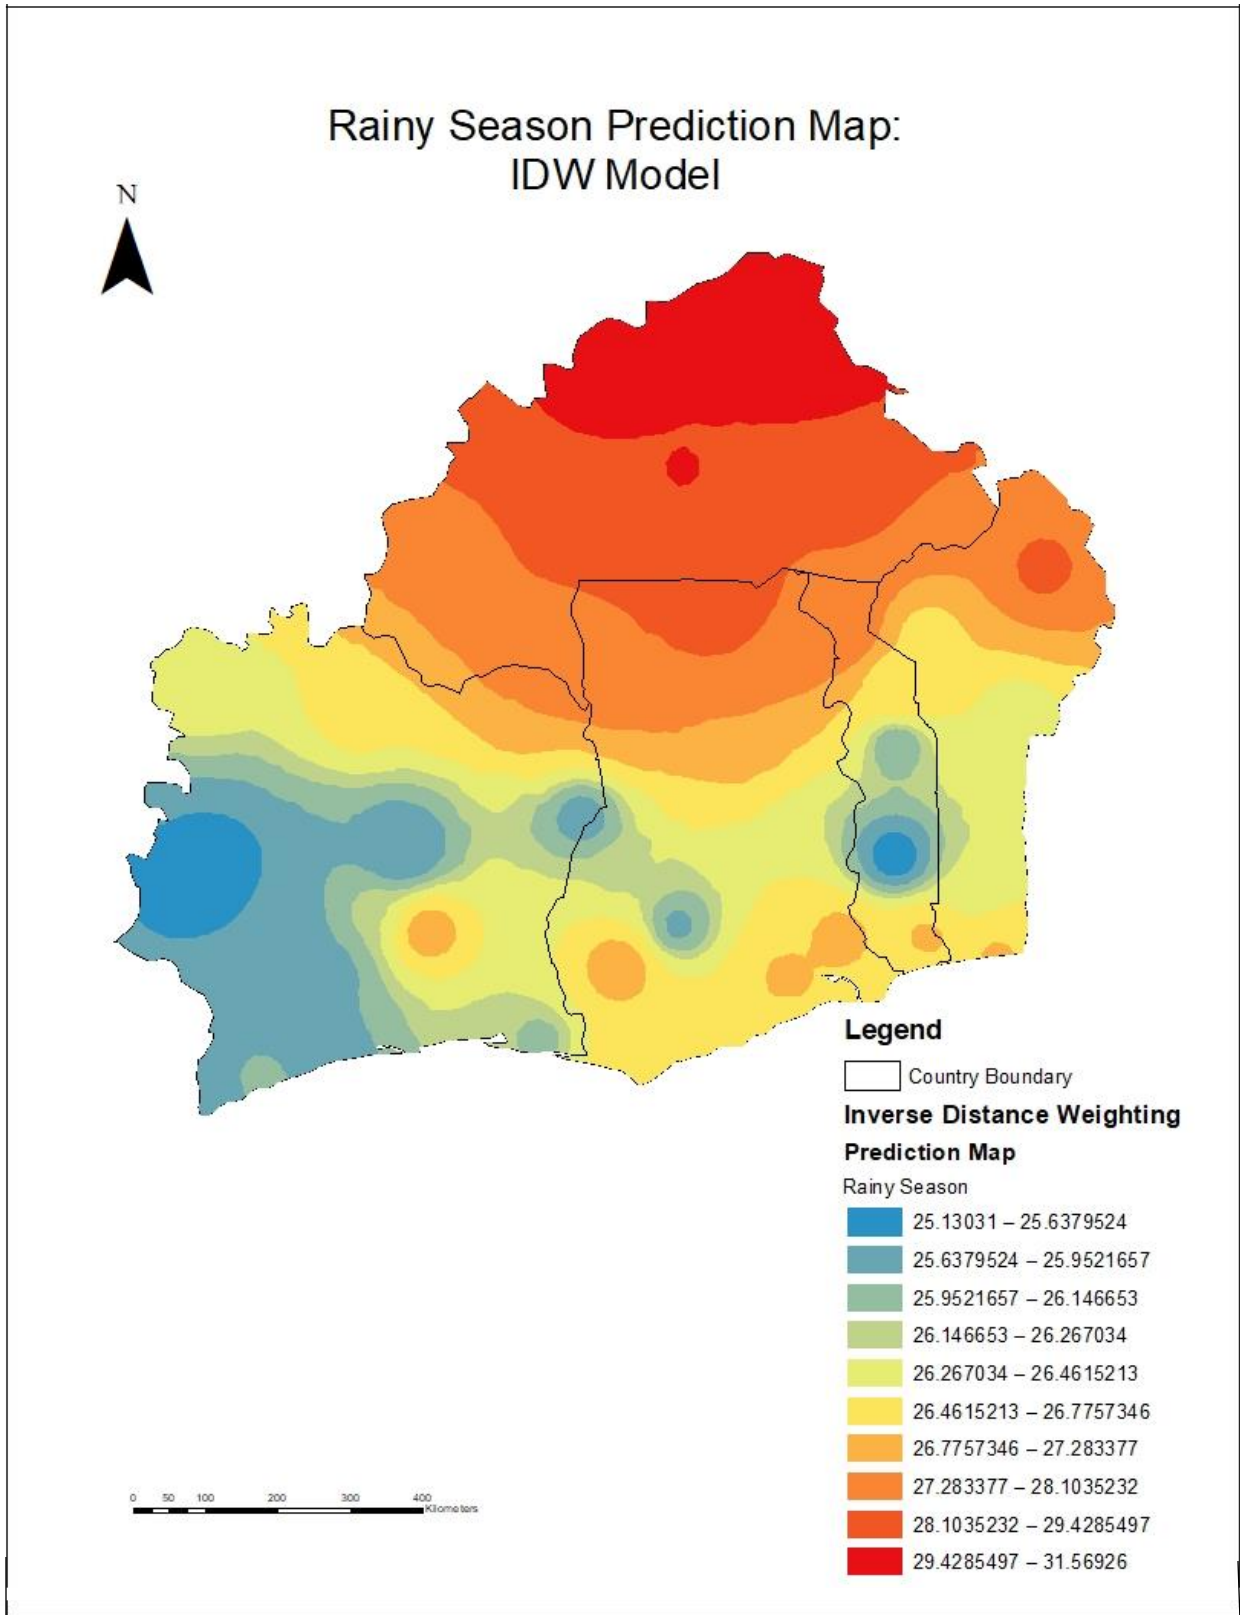 Rainy Season Prediction Map:
IDW Model
N
Legend
Country Boundary
Inverse Distance Weighting
Prediction Map
Rainy Season
25.13031 – 25.6379524
25.6379524 – 25.9521657
25.9521657 – 26.146653
26.146653 – 26.267034
26.267034 – 26.4615213
26.4615213 – 26.7757346
26.7757346 – 27.283377
27.283377 – 28.1035232
28.1035232 – 29.4285497
29.4285497 – 31.56926
0 50 100 200 300 400
Kilometers